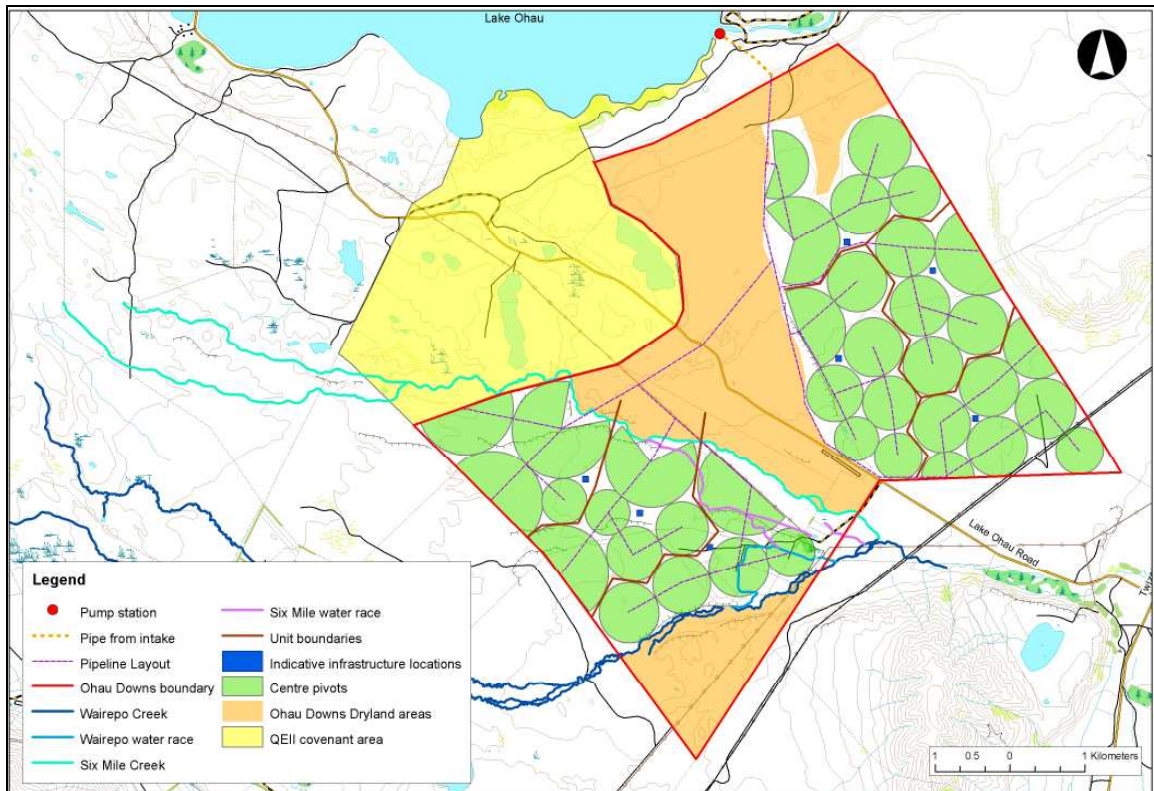 Lake Ohau
Lake Ohau Road
Twize
Legend
Pump station
Pipe from intake
Pipeline Layout
Ohau Downs boundary
Wairepo Creek
Wairepo water race
Six Mile Creek
Six Mile water race
Unit boundaries
Indicative infrastructure locations
Centre pivots
Ohau Downs Dryland areas
QEII covenant area
1 0.5 0 1 Kilometers